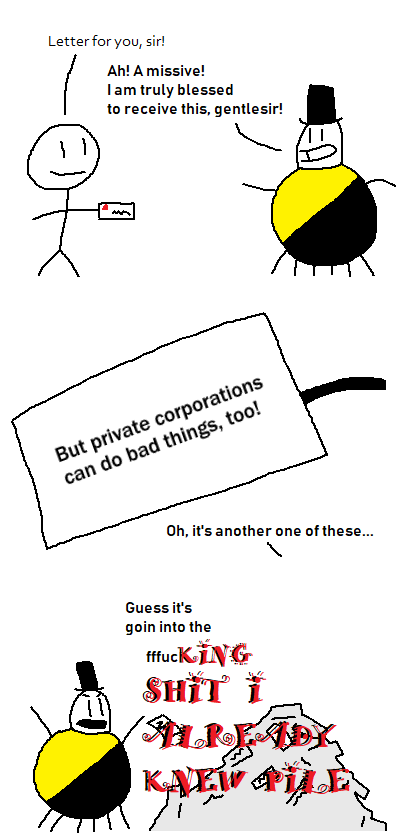 Letter for you, sir!
Ah! A missive!
I am truly blessed
to receive this, gentlesir!
But private corporations
can do bad things, too!
Oh, it's another one of these...
Guess it's
goin into the
fffucKING
SHIT I
ALREADY
KNEW PILE